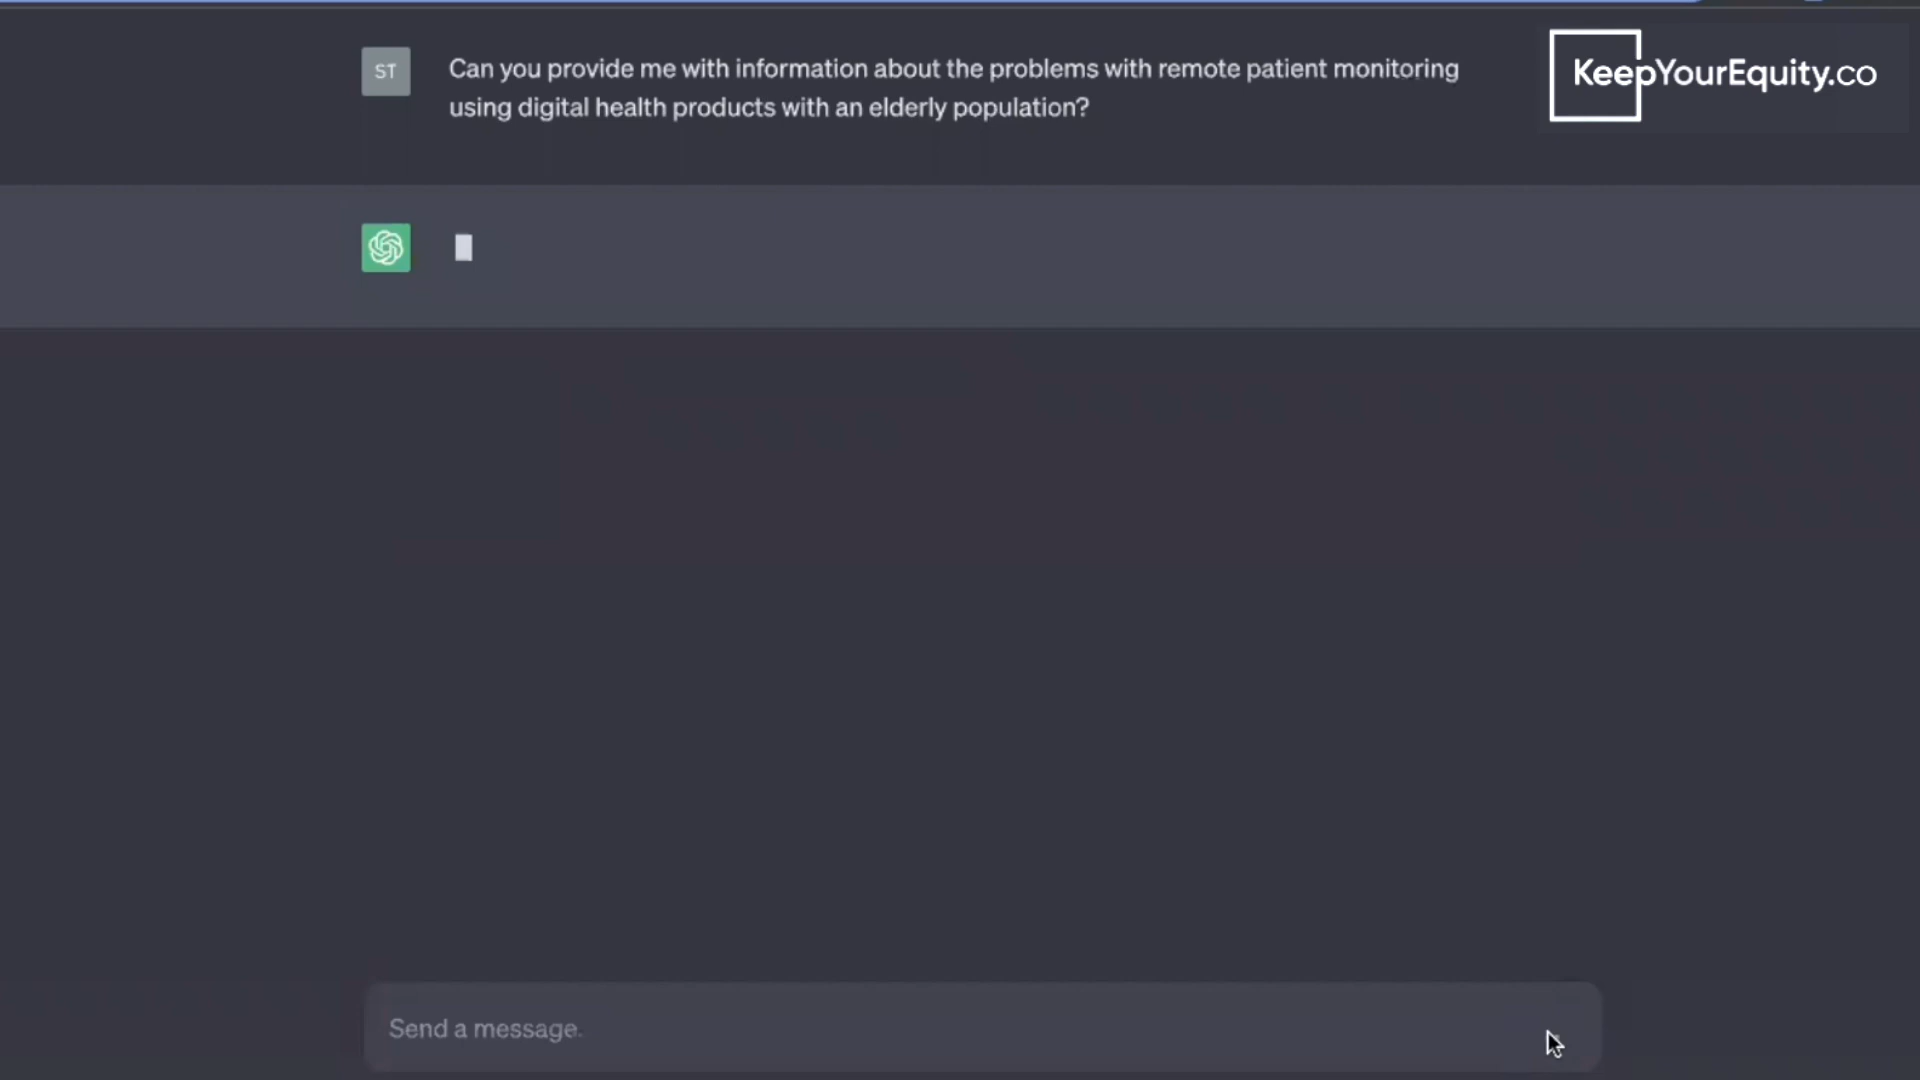 ST
Can you provide me with information about the problems with remote patient monitoring
using digital health products with an elderly population?
KeepYourEquity.co
Send a message.